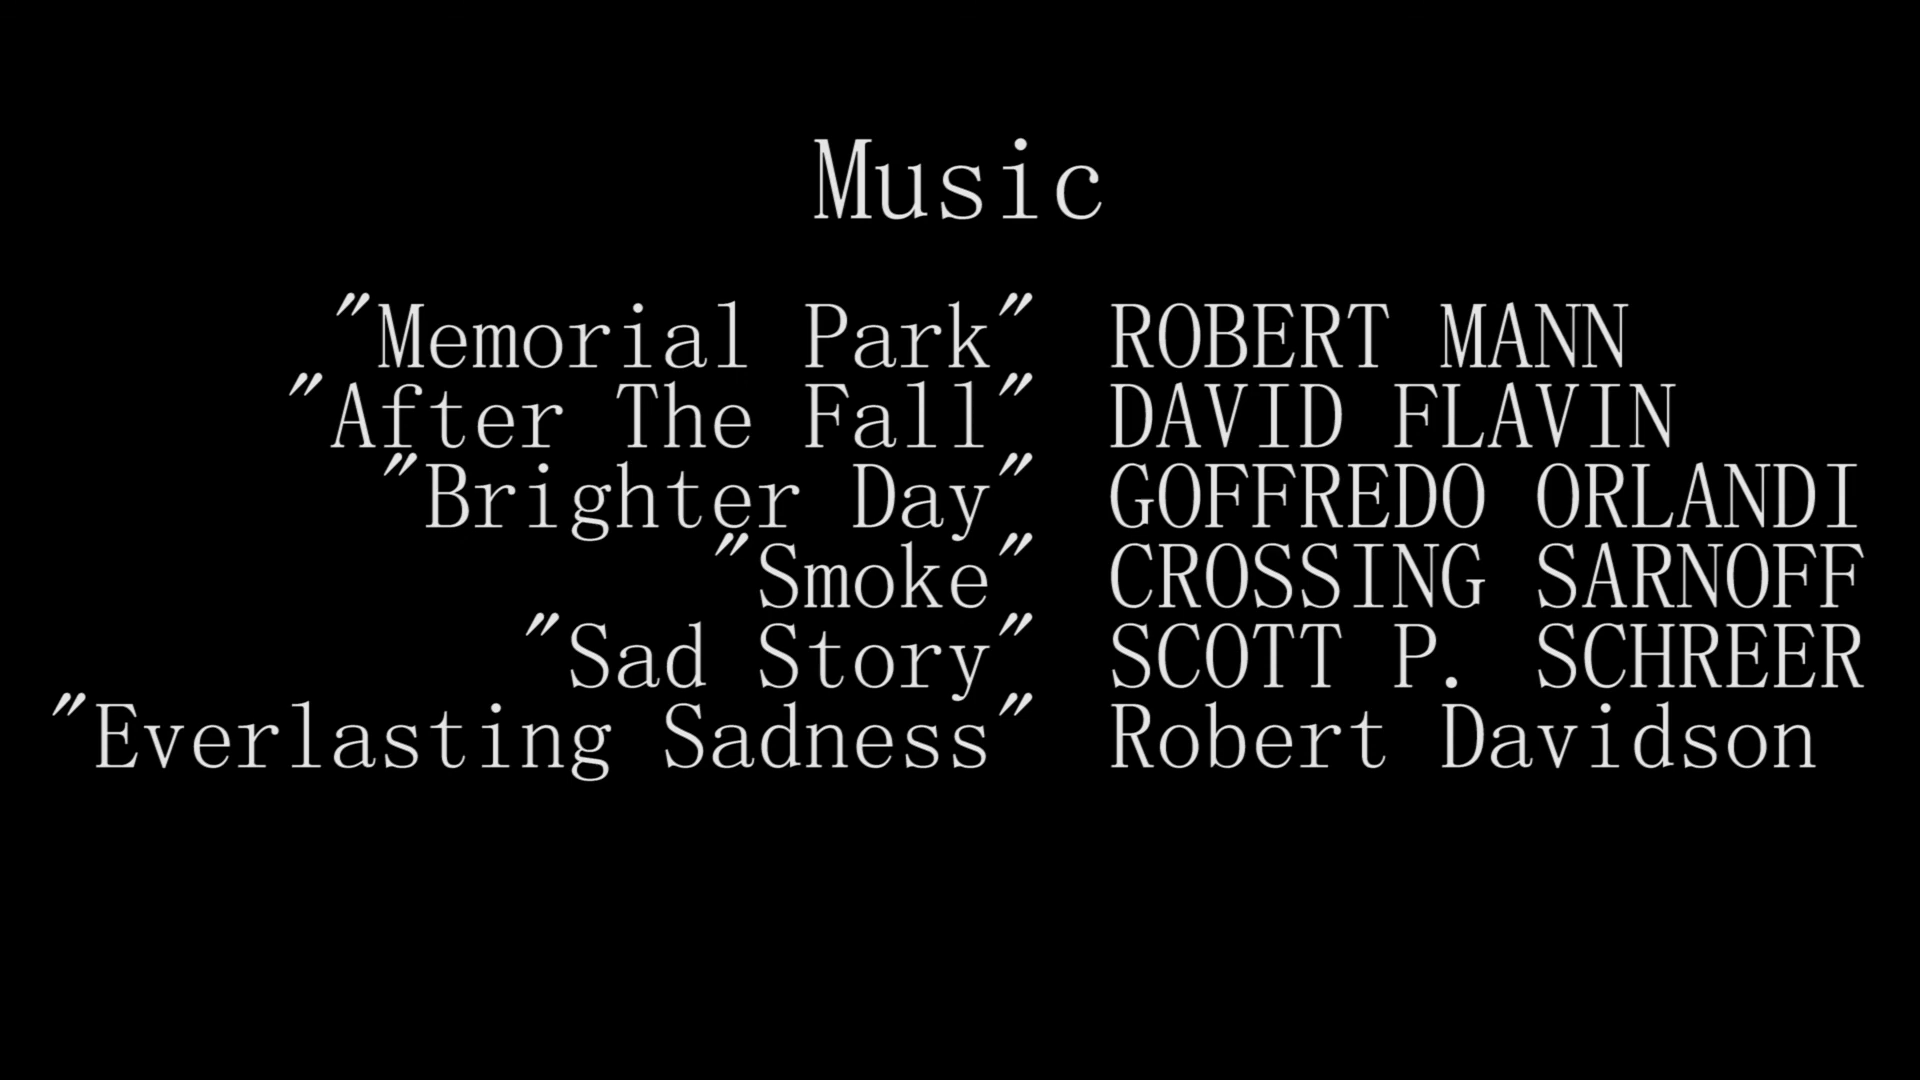 Music
"Memorial Park" ROBERT MANN
"After The Fall" DAVID FLAVIN
"Brighter Day" GOFFREDO ORLANDI
"Smoke" CROSSING SARNOFF
"Sad Story" SCOTT P. SCHREER
"Everlasting Sadness" Robert Davidson